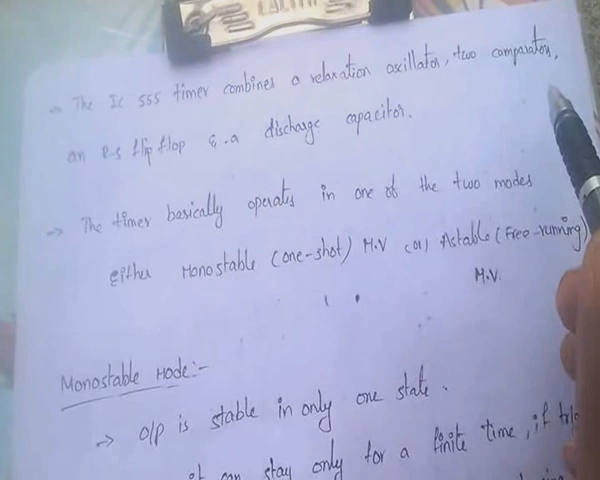 -> The IC 555 timer combines a relaxation oscillator, two comparators,
an R-S flip flop & a discharge capacitor.
-> The timer basically operates in one of the two modes
either Monostable (one-shot) M.V (or) Astable (Free-running)
M.V.
Monostable Mode:-
-> O/P is stable in only one state.
it can stay only for a finite time, if